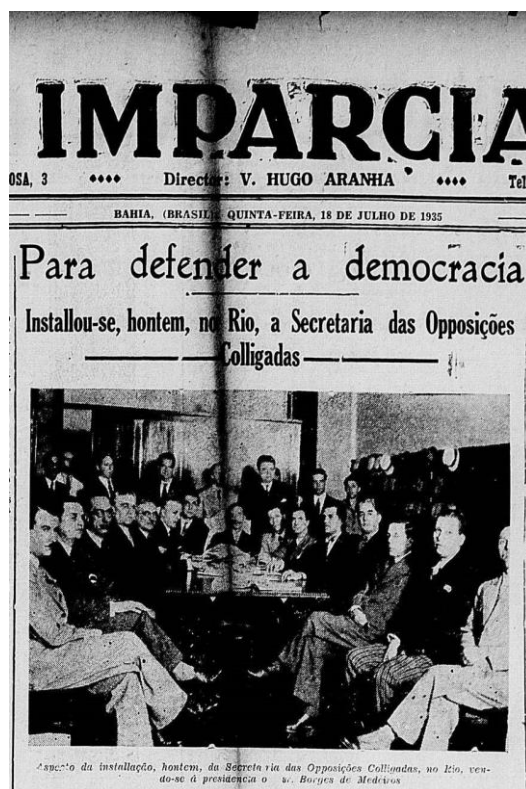 IMPARCIA
OSA, 3 Director: V. HUGO ARANHA Tel
BAHIA, (BRASIL) QUINTA-FEIRA, 18 DE JULHO DE 1935
Para defender a democracia
Installou-se, hontem, no Rio, a Secretaria das Opposições
Colligadas
Aspecto da installação, hontem, da Secretaria das Opposições Colligadas, no Rio, ven-
do-se á presidencia o sr. Borges de Medeiros